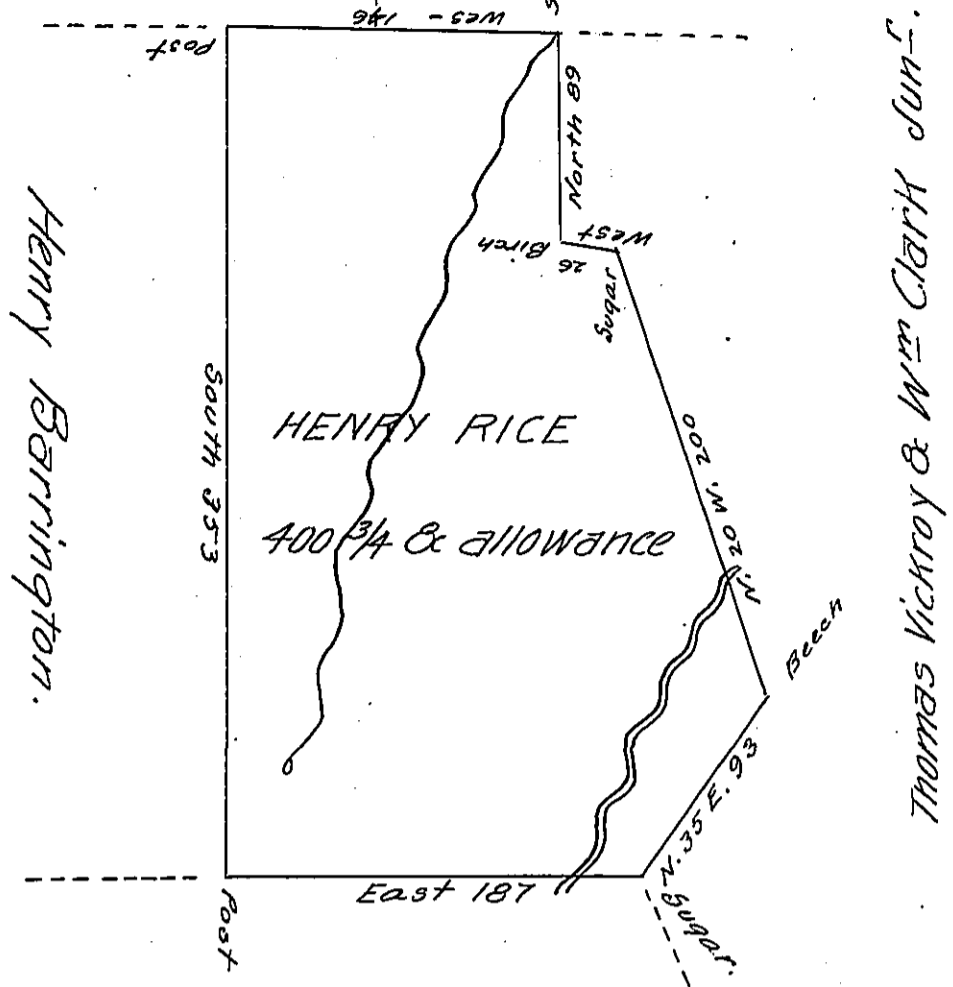 West - 146
Post
S
North 89
Birch
West
26
Sugar
South 353
HENRY RICE
400 3/4 & allowance
N. 20 W. 200
Beech
N. 35 E. 93
East 187
Sugar.
Post
Henry Barrington.
Thomas Vickroy & Wm Clark Junr.